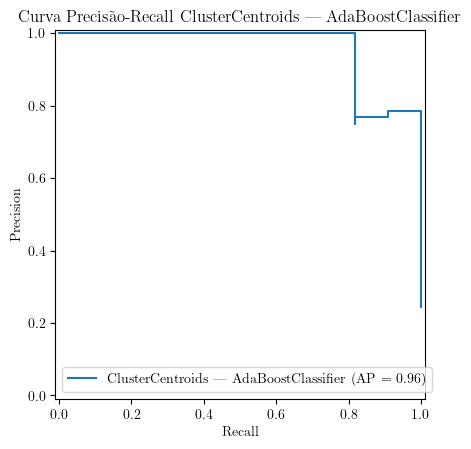 Curva Precisão-Recall ClusterCentroids — AdaBoostClassifier
1.0
0.8
0.6
0.4
0.2
0.0
Precision
ClusterCentroids — AdaBoostClassifier (AP = 0.96)
0.0 0.2 0.4 0.6 0.8 1.0
Recall